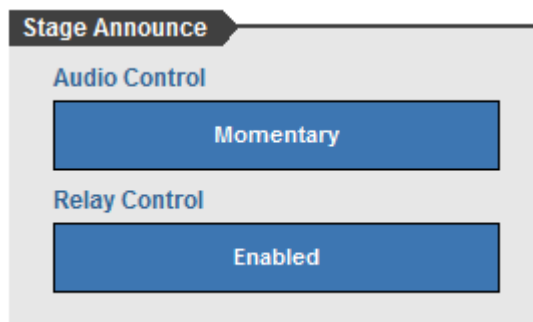 Stage Announce
Audio Control
Momentary
Relay Control
Enabled